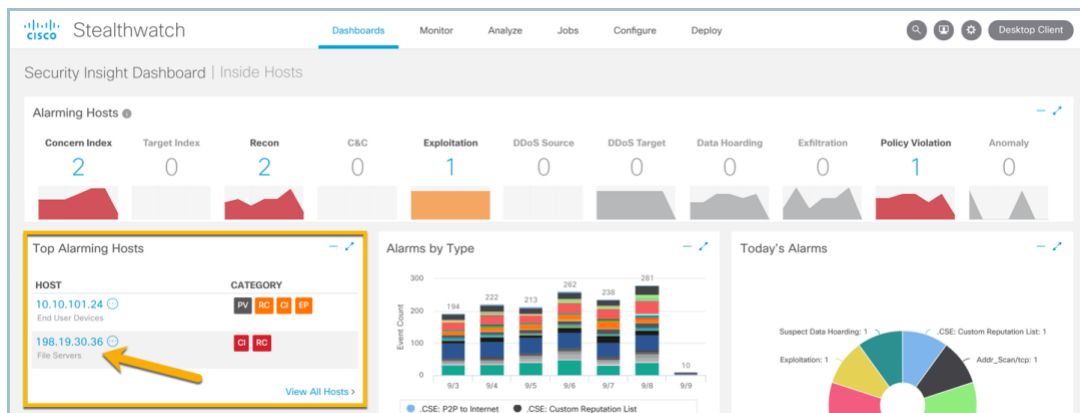 CISCO Stealthwatch Dashboards Monitor Analyze Jobs Configure Deploy Desktop Client
Security Insight Dashboard | Inside Hosts
Alarming Hosts
Concern Index Target Index Recon C&C Exploitation DDoS Source DDoS Target Data Hoarding Exfiltration Policy Violation Anomaly
2 0 2 0 1 0 0 0 0 1 0
Top Alarming Hosts
HOST CATEGORY
10.10.101.24 PV RC CI EP
End User Devices
198.19.30.36 CI RC
File Servers
View All Hosts >
Alarms by Type
Event Count
300
200
100
0
194 222 213 262 238 281 10
9/3 9/4 9/5 9/6 9/7 9/8 9/9
.CSE: P2P to Internet .CSE: Custom Reputation List
Today's Alarms
Suspect Data Hoarding: 1 .CSE: Custom Reputation List: 1
Exploitation: 1 Addr_Scan/tcp: 1